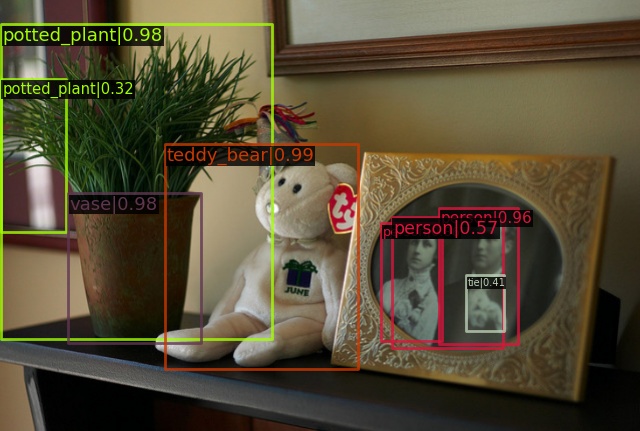 potted_plant|0.98
potted_plant|0.32
teddy_bear|0.99
vase|0.98
person|0.96
person|0.57
tie|0.41
ty
JUNE